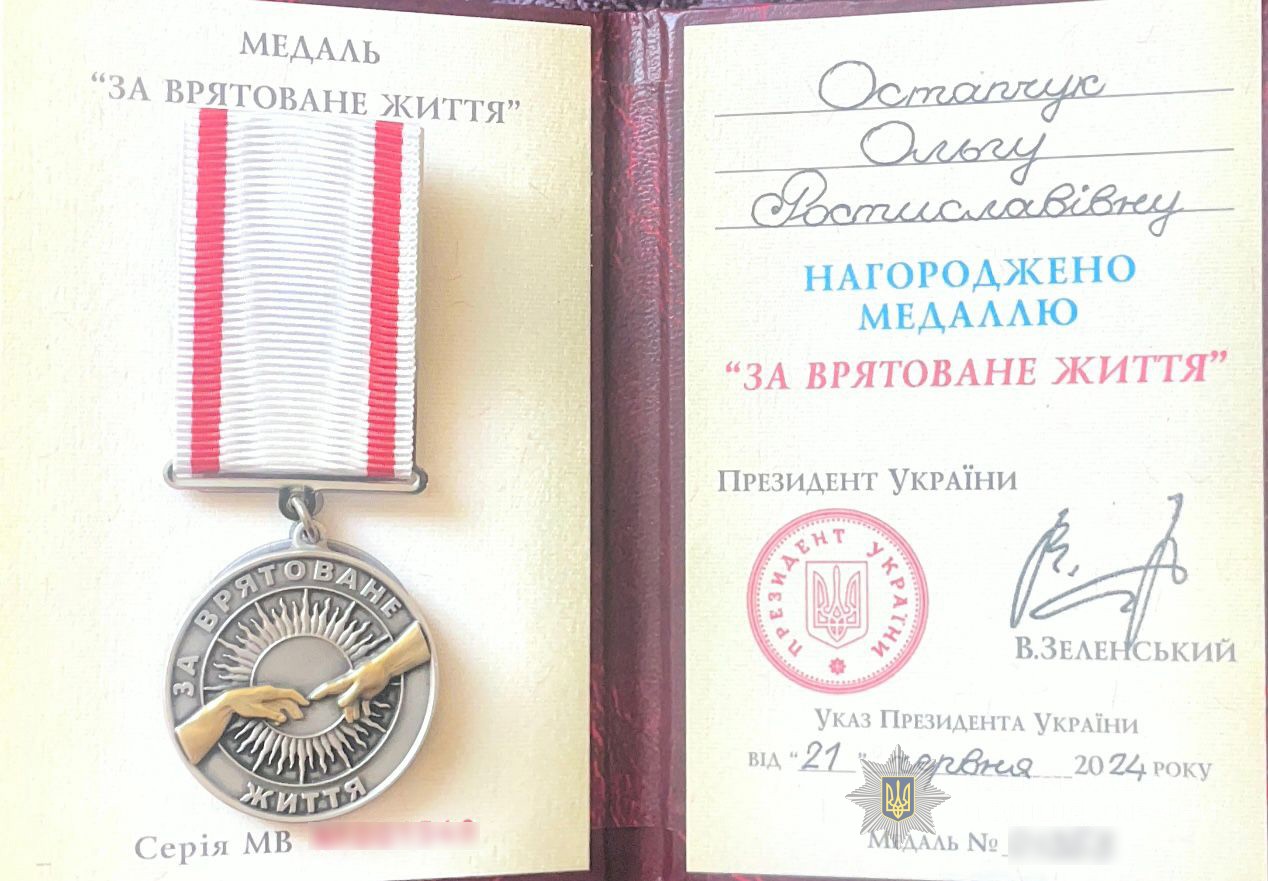 МЕДАЛЬ
“ЗА ВРЯТОВАНЕ ЖИТТЯ”
ЗА ВРЯТОВАНЕ
ЖИТТЯ
Серія МВ
Остапчук
Ольгу
Ростиславівну
НАГОРОДЖЕНО
МЕДАЛЛЮ
“ЗА ВРЯТОВАНЕ ЖИТТЯ”
ПРЕЗИДЕНТ УКРАЇНИ
ПРЕЗИДЕНТ УКРАЇНИ
В.ЗЕЛЕНСЬКИЙ
УКАЗ ПРЕЗИДЕНТА УКРАЇНИ
ВІД “21” червня 2024 РОКУ
МЕДАЛЬ №